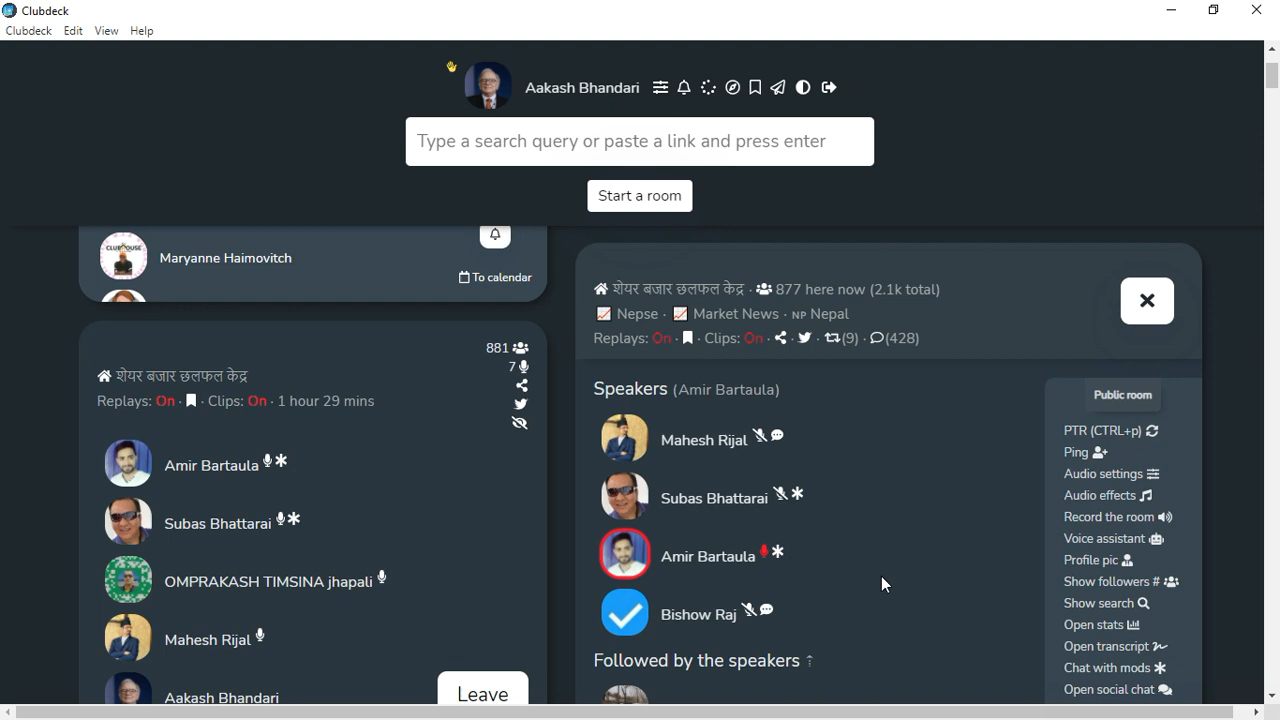 Clubdeck
Clubdeck Edit View Help
Aakash Bhandari
Type a search query or paste a link and press enter
Start a room
CLUBHOUSE
Maryanne Haimovitch
To calendar
881
7
शेयर बजार छलफल केद्र
Replays: On · Clips: On · 1 hour 29 mins
Amir Bartaula
Subas Bhattarai
OMPRAKASH TIMSINA jhapali
Mahesh Rijal
Aakash Bhandari
Leave
शेयर बजार छलफल केद्र · 877 here now (2.1k total)
Nepse · Market News · NP Nepal
Replays: On · Clips: On · (9) · (428)
Speakers (Amir Bartaula)
Mahesh Rijal
Subas Bhattarai
Amir Bartaula
Bishow Raj
Followed by the speakers
Public room
PTR (CTRL+p)
Ping
Audio settings
Audio effects
Record the room
Voice assistant
Profile pic
Show followers #
Show search
Open stats
Open transcript
Chat with mods
Open social chat